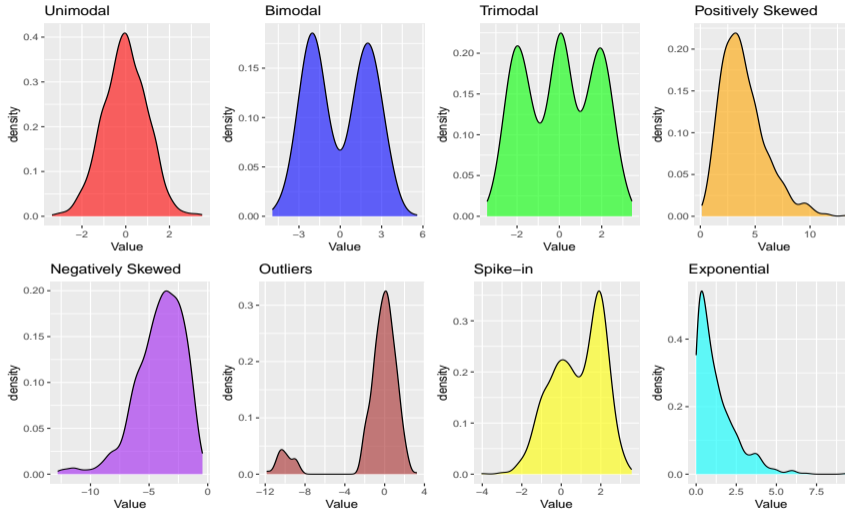 Unimodal
Bimodal
Trimodal
Positively Skewed
density
0.4
0.3
0.2
0.1
0.0
−2 0 2
Value
density
0.15
0.10
0.05
0.00
−3 0 3 6
Value
density
0.20
0.15
0.10
0.05
0.00
−2 0 2
Value
density
0.20
0.15
0.10
0.05
0.00
0 5 10
Value
Negatively Skewed
Outliers
Spike−in
Exponential
density
0.20
0.15
0.10
0.05
0.00
−10 −5 0
Value
density
0.3
0.2
0.1
0.0
−12 −8 −4 0 4
Value
density
0.3
0.2
0.1
0.0
−4 −2 0 2
Value
density
0.4
0.2
0.0
0.0 2.5 5.0 7.5
Value